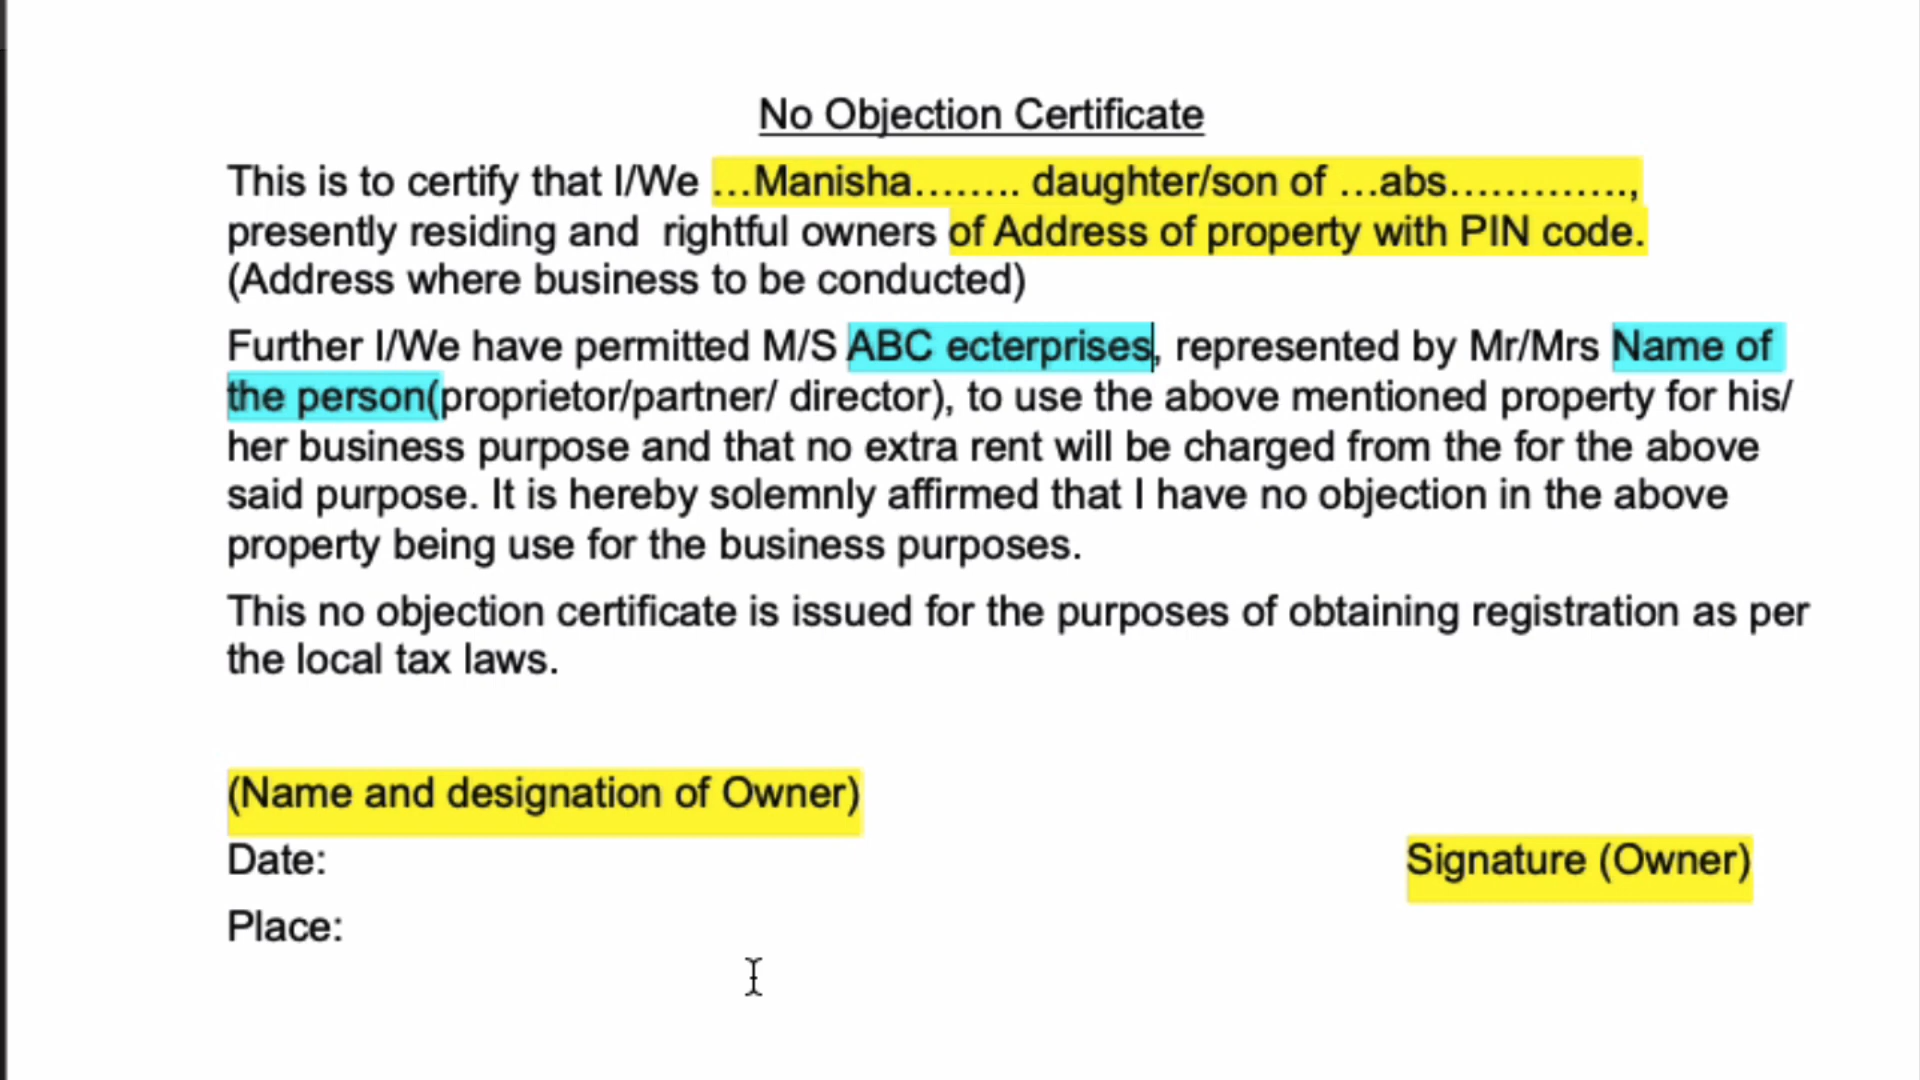 No Objection Certificate
This is to certify that I/We …Manisha…….. daughter/son of …abs………….,
presently residing and  rightful owners of Address of property with PIN code.
(Address where business to be conducted)
Further I/We have permitted M/S ABC ecterprises, represented by Mr/Mrs Name of
the person(proprietor/partner/ director), to use the above mentioned property for his/
her business purpose and that no extra rent will be charged from the for the above
said purpose. It is hereby solemnly affirmed that I have no objection in the above
property being use for the business purposes.
This no objection certificate is issued for the purposes of obtaining registration as per
the local tax laws.
(Name and designation of Owner)
Date:
Signature (Owner)
Place: